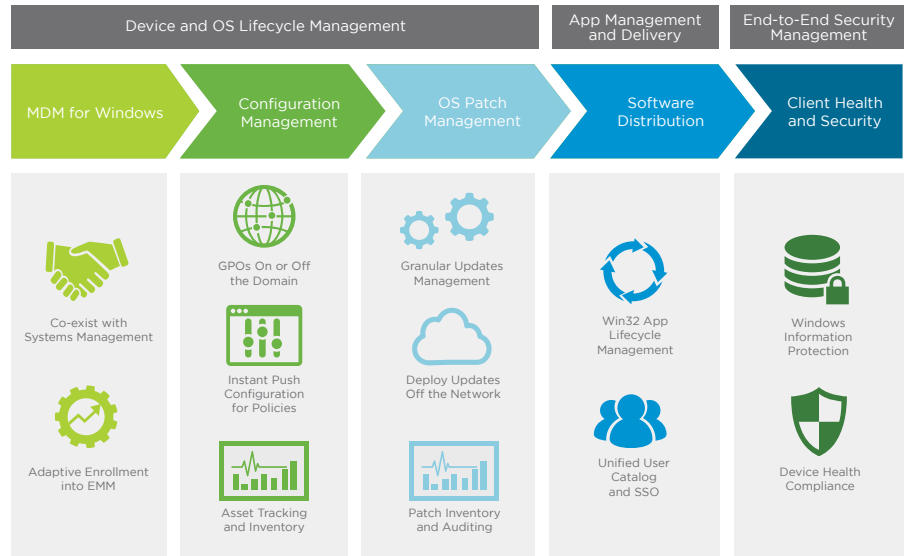 Device and OS Lifecycle Management
App Management
and Delivery
End-to-End Security
Management
MDM for Windows
Configuration
Management
OS Patch
Management
Software
Distribution
Client Health
and Security
Co-exist with
Systems Management
Adaptive Enrollment
into EMM
GPOs On or Off
the Domain
Instant Push
Configuration
for Policies
Asset Tracking
and Inventory
Granular Updates
Management
Deploy Updates
Off the Network
Patch Inventory
and Auditing
Win32 App
Lifecycle
Management
Unified User
Catalog
and SSO
Windows
Information
Protection
Device Health
Compliance